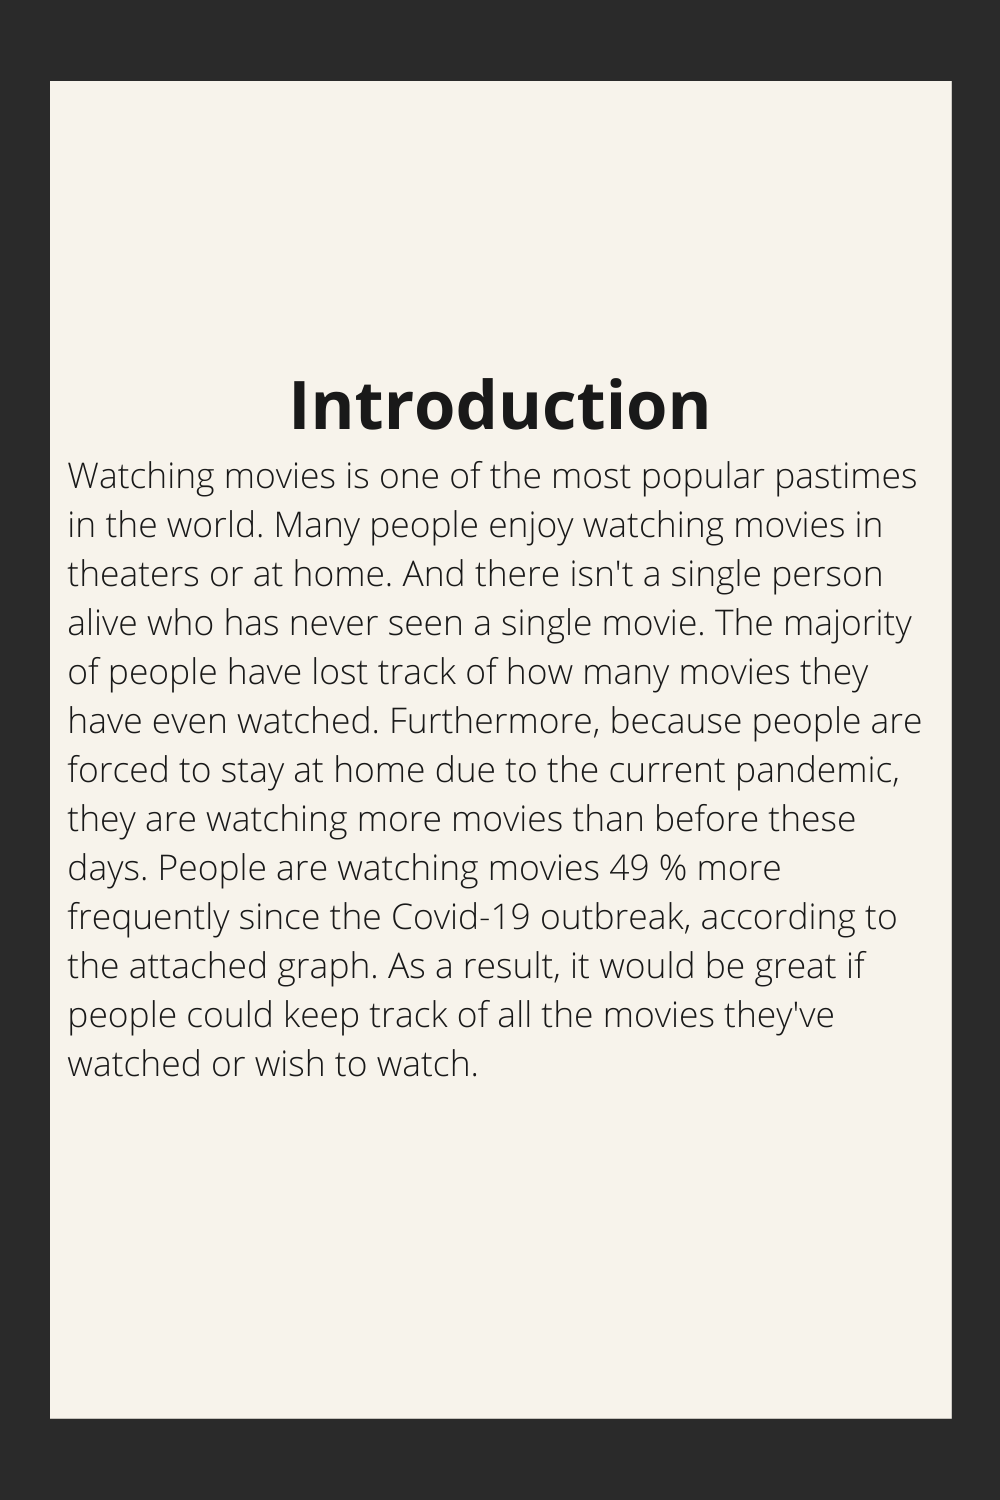 Introduction
Watching movies is one of the most popular pastimes
in the world. Many people enjoy watching movies in
theaters or at home. And there isn't a single person
alive who has never seen a single movie. The majority
of people have lost track of how many movies they
have even watched. Furthermore, because people are
forced to stay at home due to the current pandemic,
they are watching more movies than before these
days. People are watching movies 49 % more
frequently since the Covid-19 outbreak, according to
the attached graph. As a result, it would be great if
people could keep track of all the movies they've
watched or wish to watch.